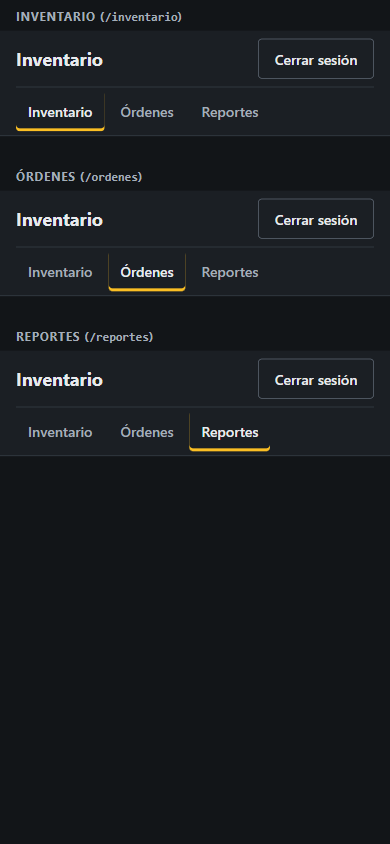 INVENTARIO (/inventario)
Inventario Cerrar sesión
Inventario Órdenes Reportes
ÓRDENES (/ordenes)
Inventario Cerrar sesión
Inventario Órdenes Reportes
REPORTES (/reportes)
Inventario Cerrar sesión
Inventario Órdenes Reportes